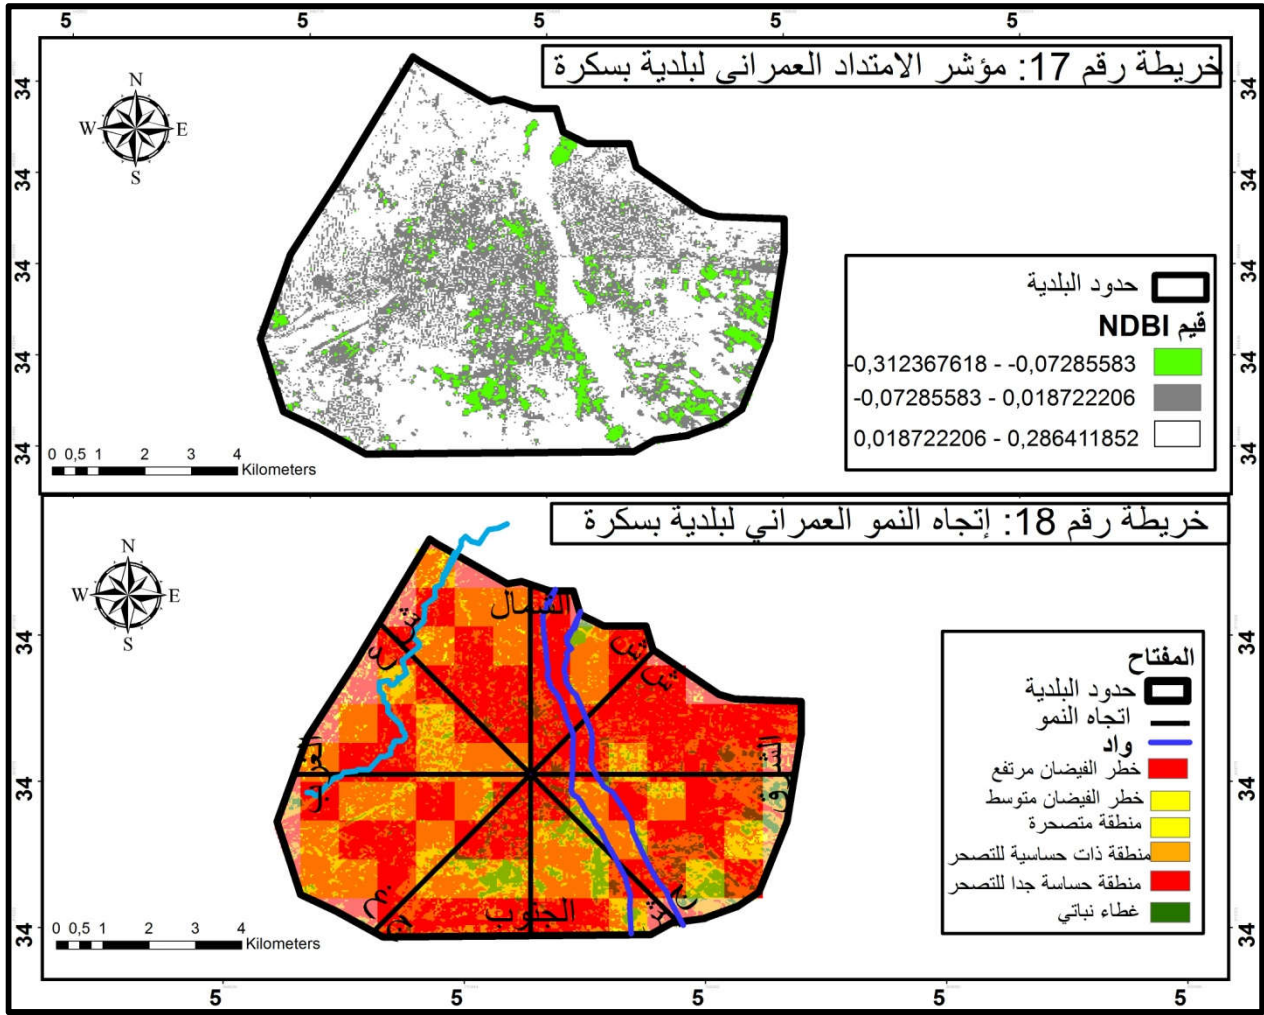 5 5 5 5 5
خريطة رقم 17: مؤشر الامتداد العمراني لبلدية بسكرة
N
W E
S
34 34
34 34
34 34
34 34
34 34
حدود البلدية
قيم NDBI
-0,312367618 - -0,07285583
-0,07285583 - 0,018722206
0,018722206 - 0,286411852
0 0,5 1 2 3 4
Kilometers
خريطة رقم 18: إتجاه النمو العمراني لبلدية بسكرة
N
W E
S
الشمال
ش غ
ش ش
الغرب
الشرق
ج غ
الجنوب
ج ش
34 34
34 34
34 34
المفتاح
حدود البلدية
اتجاه النمو
واد
خطر الفيضان مرتفع
خطر الفيضان متوسط
منطقة متصحرة
منطقة ذات حساسية للتصحر
منطقة حساسة جدا للتصحر
غطاء نباتي
0 0,5 1 2 3 4
Kilometers
5 5 5 5 5